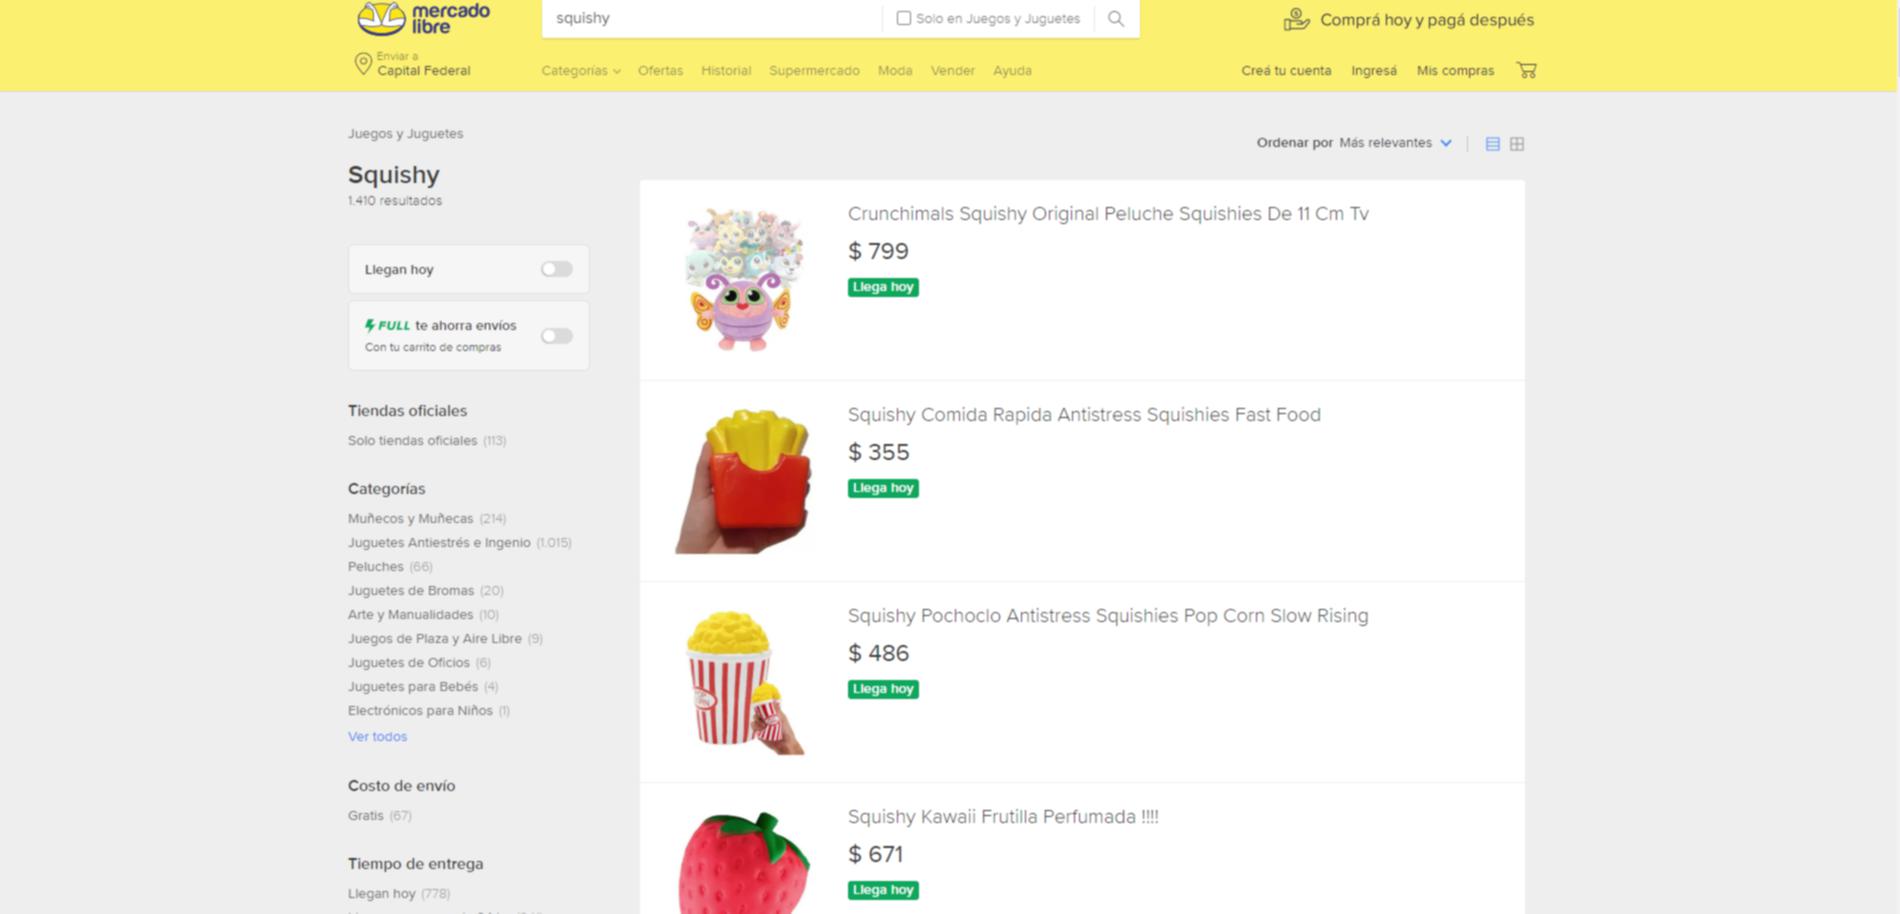 mercado
libre
squishy
Solo en Juegos y Juguetes
Comprá hoy y pagá después
Enviar a
Capital Federal
Categorías
Ofertas
Historial
Supermercado
Moda
Vender
Ayuda
Creá tu cuenta
Ingresá
Mis compras
Juegos y Juguetes
Squishy
1.410 resultados
Ordenar por Más relevantes
Llegan hoy
FULL te ahorra envíos
Con tu carrito de compras
Tiendas oficiales
Solo tiendas oficiales (113)
Categorías
Muñecos y Muñecas (214)
Juguetes Antiestrés e Ingenio (1.015)
Peluches (66)
Juguetes de Bromas (20)
Arte y Manualidades (10)
Juegos de Plaza y Aire Libre (9)
Juguetes de Oficios (6)
Juguetes para Bebés (4)
Electrónicos para Niños (1)
Ver todos
Costo de envío
Gratis (67)
Tiempo de entrega
Llegan hoy (778)
Crunchimals Squishy Original Peluche Squishies De 11 Cm Tv
$ 799
Llega hoy
Squishy Comida Rapida Antistress Squishies Fast Food
$ 355
Llega hoy
Squishy Pochoclo Antistress Squishies Pop Corn Slow Rising
$ 486
Llega hoy
Squishy Kawaii Frutilla Perfumada !!!!
$ 671
Llega hoy